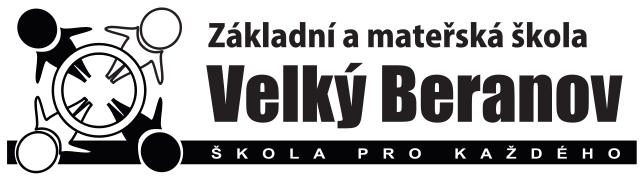 Základní a mateřská škola
Velký Beranov
ŠKOLA PRO KAŽDÉHO